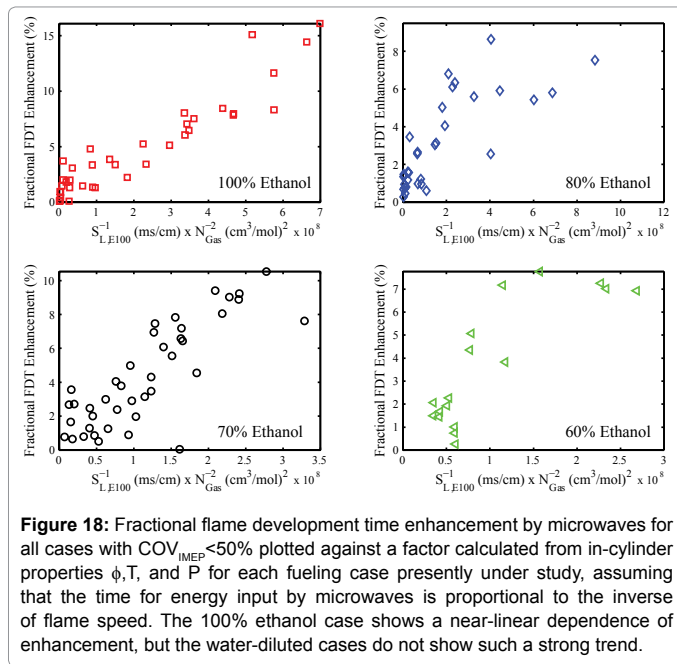 Fractional FDT Enhancement (%)
15
10
5
0
100% Ethanol
0 1 2 3 4 5 6 7
S⁻¹L,E100 (ms/cm) x N⁻²Gas (cm³/mol)² x 10⁸
Fractional FDT Enhancement (%)
8
6
4
2
0
80% Ethanol
0 2 4 6 8 10 12
S⁻¹L,E100 (ms/cm) x N⁻²Gas (cm³/mol)² x 10⁸
Fractional FDT Enhancement (%)
10
8
6
4
2
0
70% Ethanol
0 0.5 1 1.5 2 2.5 3 3.5
S⁻¹L,E100 (ms/cm) x N⁻²Gas (cm³/mol)² x 10⁸
Fractional FDT Enhancement (%)
7
6
5
4
3
2
1
0
60% Ethanol
0 0.5 1 1.5 2 2.5 3
S⁻¹L,E100 (ms/cm) x N⁻²Gas (cm³/mol)² x 10⁸
Figure 18: Fractional flame development time enhancement by microwaves for
all cases with COVIMEP<50% plotted against a factor calculated from in-cylinder
properties ϕ,T, and P for each fueling case presently under study, assuming
that the time for energy input by microwaves is proportional to the inverse
of flame speed. The 100% ethanol case shows a near-linear dependence of
enhancement, but the water-diluted cases do not show such a strong trend.